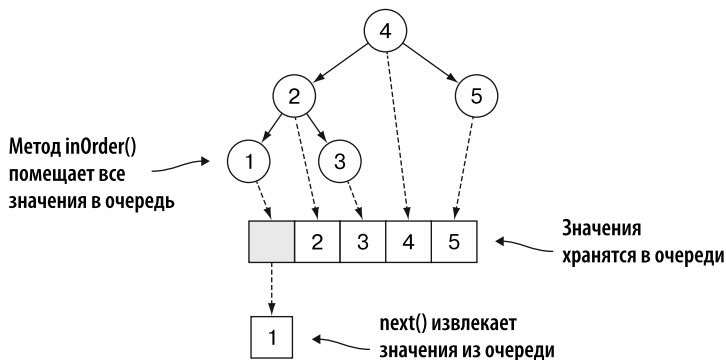 4
2
5
1
3
Метод inOrder()
помещает все
значения в очередь
2 3 4 5
Значения
хранятся в очереди
1
next() извлекает
значения из очереди